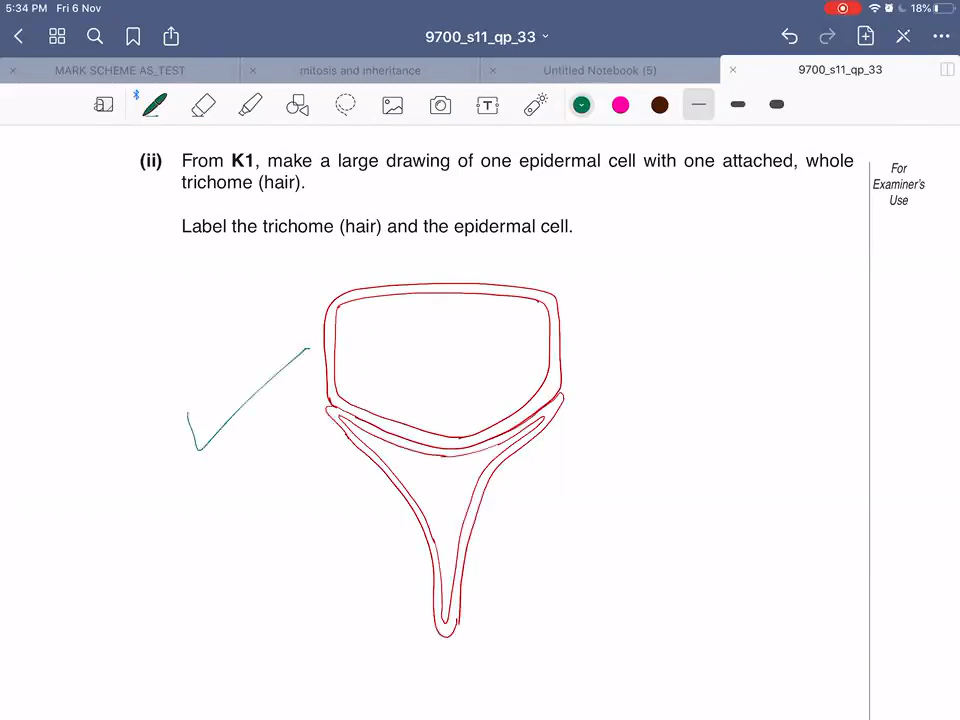 5:34 PM Fri 6 Nov
18%
9700_s11_qp_33
MARK SCHEME AS_TEST
mitosis and inheritance
Untitled Notebook (5)
9700_s11_qp_33
(ii) From K1, make a large drawing of one epidermal cell with one attached, whole
trichome (hair).
Label the trichome (hair) and the epidermal cell.
For
Examiner's
Use